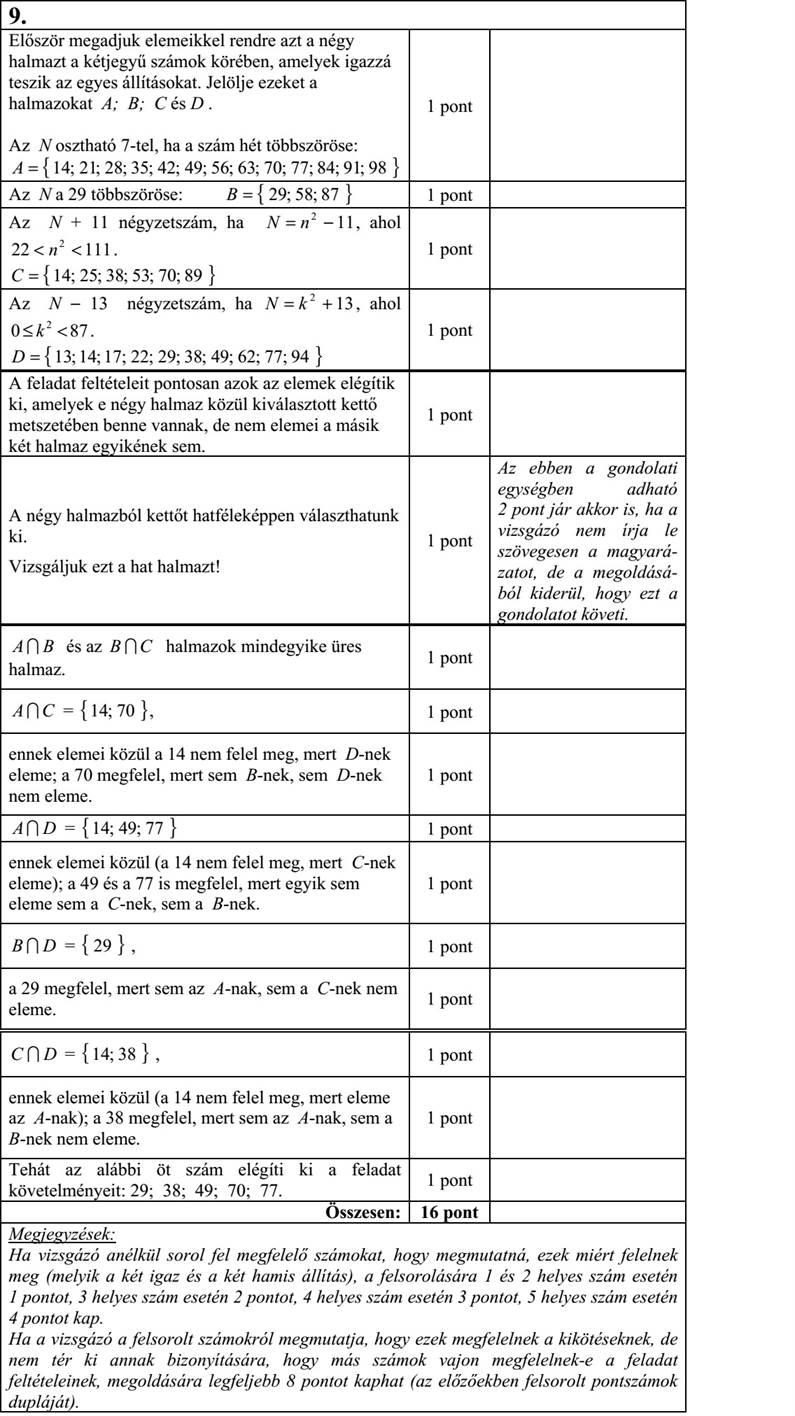 9.
Először megadjuk elemeikkel rendre azt a négy
halmazt a kétjegyű számok körében, amelyek igazzá
teszik az egyes állításokat. Jelölje ezeket a
halmazokat A; B; C és D .
1 pont
Az N osztható 7-tel, ha a szám hét többszöröse:
A = { 14; 21; 28; 35; 42; 49; 56; 63; 70; 77; 84; 91; 98 }
Az N a 29 többszöröse: B = { 29; 58; 87 }
1 pont
Az N + 11 négyzetszám, ha N = n² − 11, ahol
22 < n² < 111.
C = { 14; 25; 38; 53; 70; 89 }
1 pont
Az N − 13 négyzetszám, ha N = k² + 13, ahol
0 ≤ k² < 87.
D = { 13; 14; 17; 22; 29; 38; 49; 62; 77; 94 }
1 pont
A feladat feltételeit pontosan azok az elemek elégítik
ki, amelyek e négy halmaz közül kiválasztott kettő
metszetében benne vannak, de nem elemei a másik
két halmaz egyikének sem.
1 pont
A négy halmazból kettőt hatféleképpen választhatunk
ki.
Vizsgáljuk ezt a hat halmazt!
1 pont
Az ebben a gondolati
egységben adható
2 pont jár akkor is, ha a
vizsgázó nem írja le
szövegesen a magyará-
zatot, de a megoldásá-
ból kiderül, hogy ezt a
gondolatot követi.
A⋂B és az B⋂C halmazok mindegyike üres
halmaz.
1 pont
A⋂C = { 14; 70 },
1 pont
ennek elemei közül a 14 nem felel meg, mert D-nek
eleme; a 70 megfelel, mert sem B-nek, sem D-nek
nem eleme.
1 pont
A⋂D = { 14; 49; 77 }
1 pont
ennek elemei közül (a 14 nem felel meg, mert C-nek
eleme); a 49 és a 77 is megfelel, mert egyik sem
eleme sem a C-nek, sem a B-nek.
1 pont
B⋂D = { 29 } ,
1 pont
a 29 megfelel, mert sem az A-nak, sem a C-nek nem
eleme.
1 pont
C⋂D = { 14; 38 } ,
1 pont
ennek elemei közül (a 14 nem felel meg, mert eleme
az A-nak); a 38 megfelel, mert sem az A-nak, sem a
B-nek nem eleme.
1 pont
Tehát az alábbi öt szám elégíti ki a feladat
követelményeit: 29; 38; 49; 70; 77.
1 pont
Összesen: 16 pont
Megjegyzések:
Ha vizsgázó anélkül sorol fel megfelelő számokat, hogy megmutatná, ezek miért felelnek
meg (melyik a két igaz és a két hamis állítás), a felsorolására 1 és 2 helyes szám esetén
1 pontot, 3 helyes szám esetén 2 pontot, 4 helyes szám esetén 3 pontot, 5 helyes szám esetén
4 pontot kap.
Ha a vizsgázó a felsorolt számokról megmutatja, hogy ezek megfelelnek a kikötéseknek, de
nem tér ki annak bizonyítására, hogy más számok vajon megfelelnek-e a feladat
feltételeinek, megoldására legfeljebb 8 pontot kaphat (az előzőekben felsorolt pontszámok
dupláját).